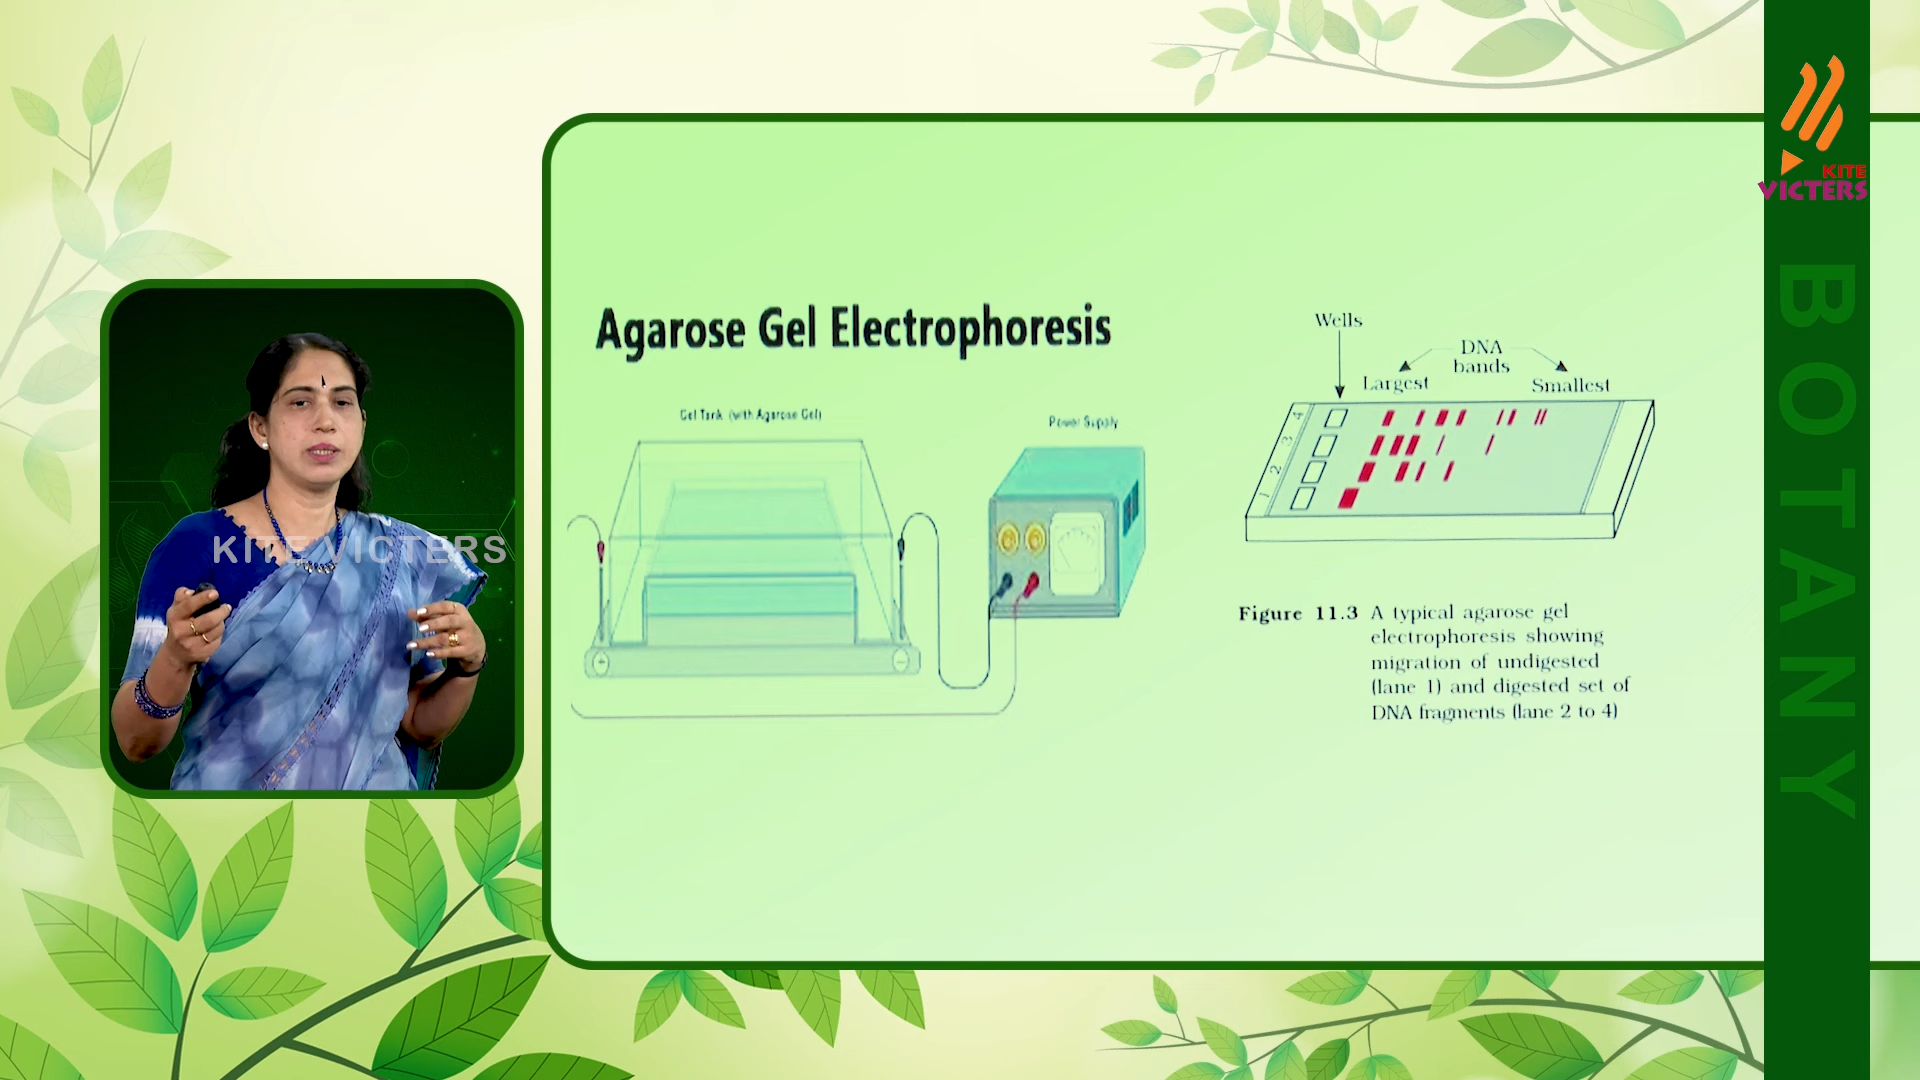 KITE
VICTERS
BOTANY
KITE VICTERS
Agarose Gel Electrophoresis
Gel Tank (with Agarose Gel)
Power Supply
Wells
DNA
bands
Largest
Smallest
4
3
2
1
Figure 11.3 A typical agarose gel
electrophoresis showing
migration of undigested
(lane 1) and digested set of
DNA fragments (lane 2 to 4)